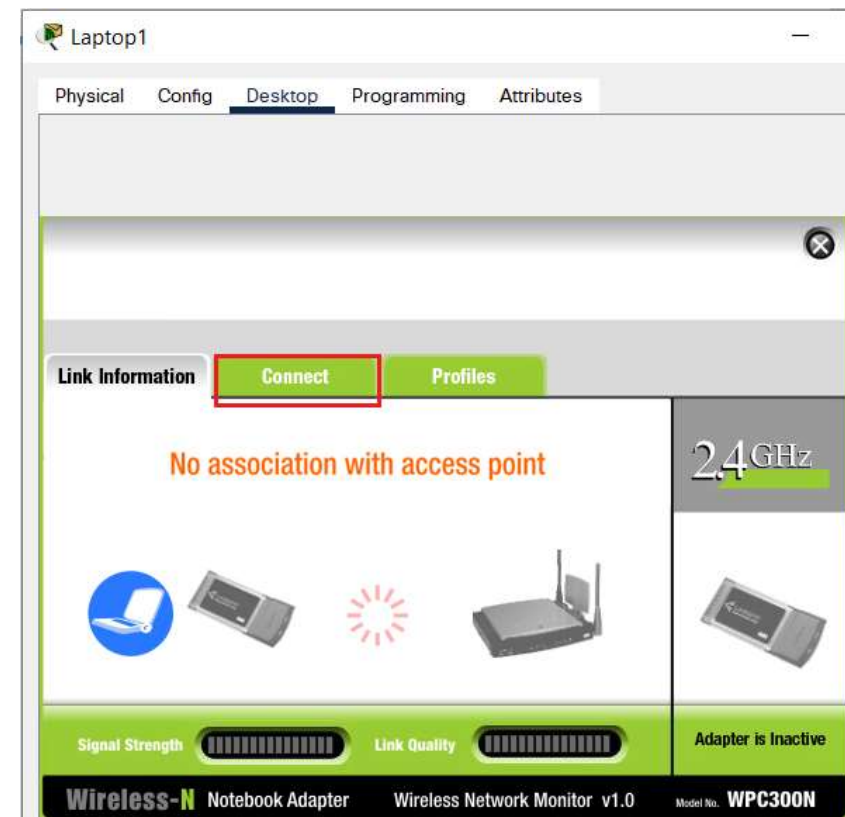 Laptop1
Physical Config Desktop Programming Attributes
Link Information Connect Profiles
No association with access point
2.4GHz
Signal Strength Link Quality Adapter is Inactive
Wireless-N Notebook Adapter Wireless Network Monitor v1.0 Model No. WPC300N